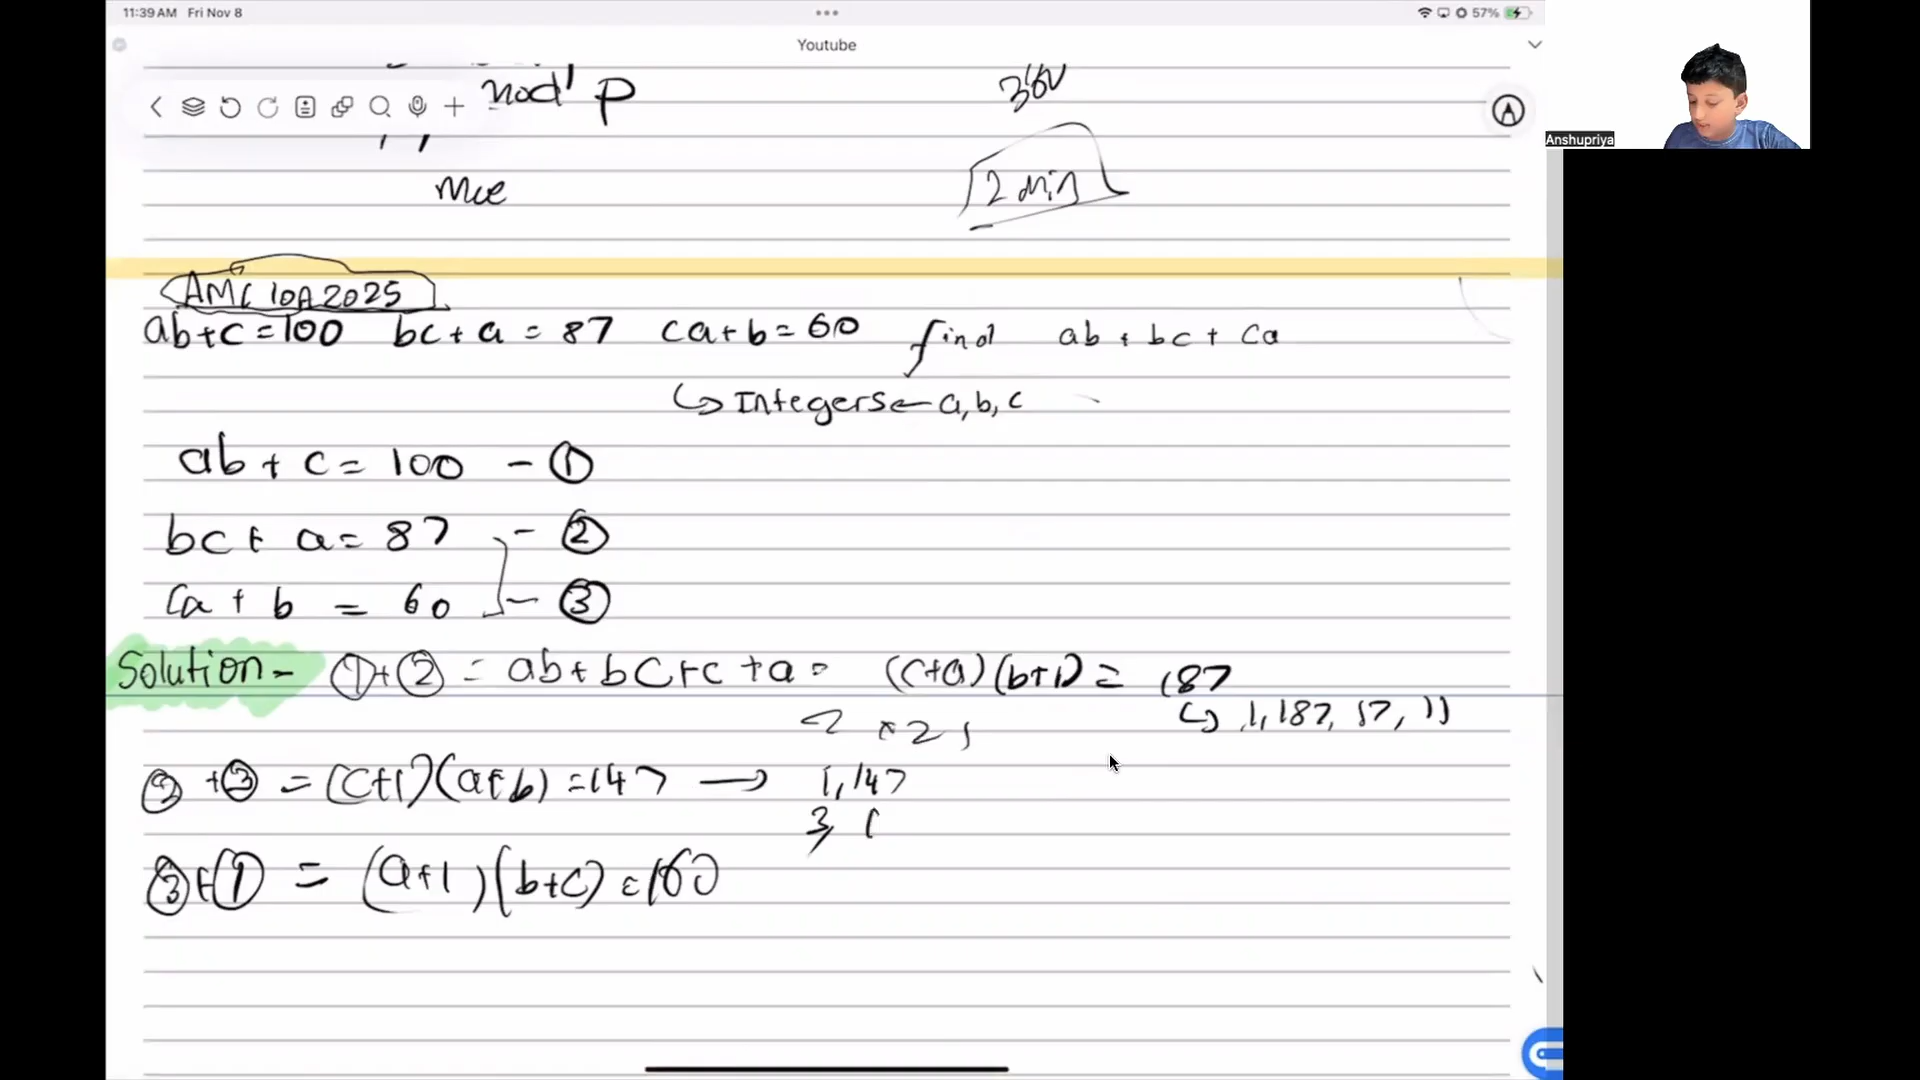 11:39 AM Fri Nov 8
57%
Youtube
mod p
360
2 min
Anshupriya
AMC 10A 2025
ab+c=100 bc+a=87 ca+b=60 find ab+bc+ca
↳ Integers ← a, b, c
ab + c = 100 - ①
bc + a = 87 - ②
ca + b = 60 - ③
Solution- ①+② = ab+bc+c+a= (c+a)(b+1) = 187
↳ 1, 187, 17, 11
②+③ = (c+1)(a+b) =147 → 1,147
3, (
③+① = (a+1)(b+c) =160